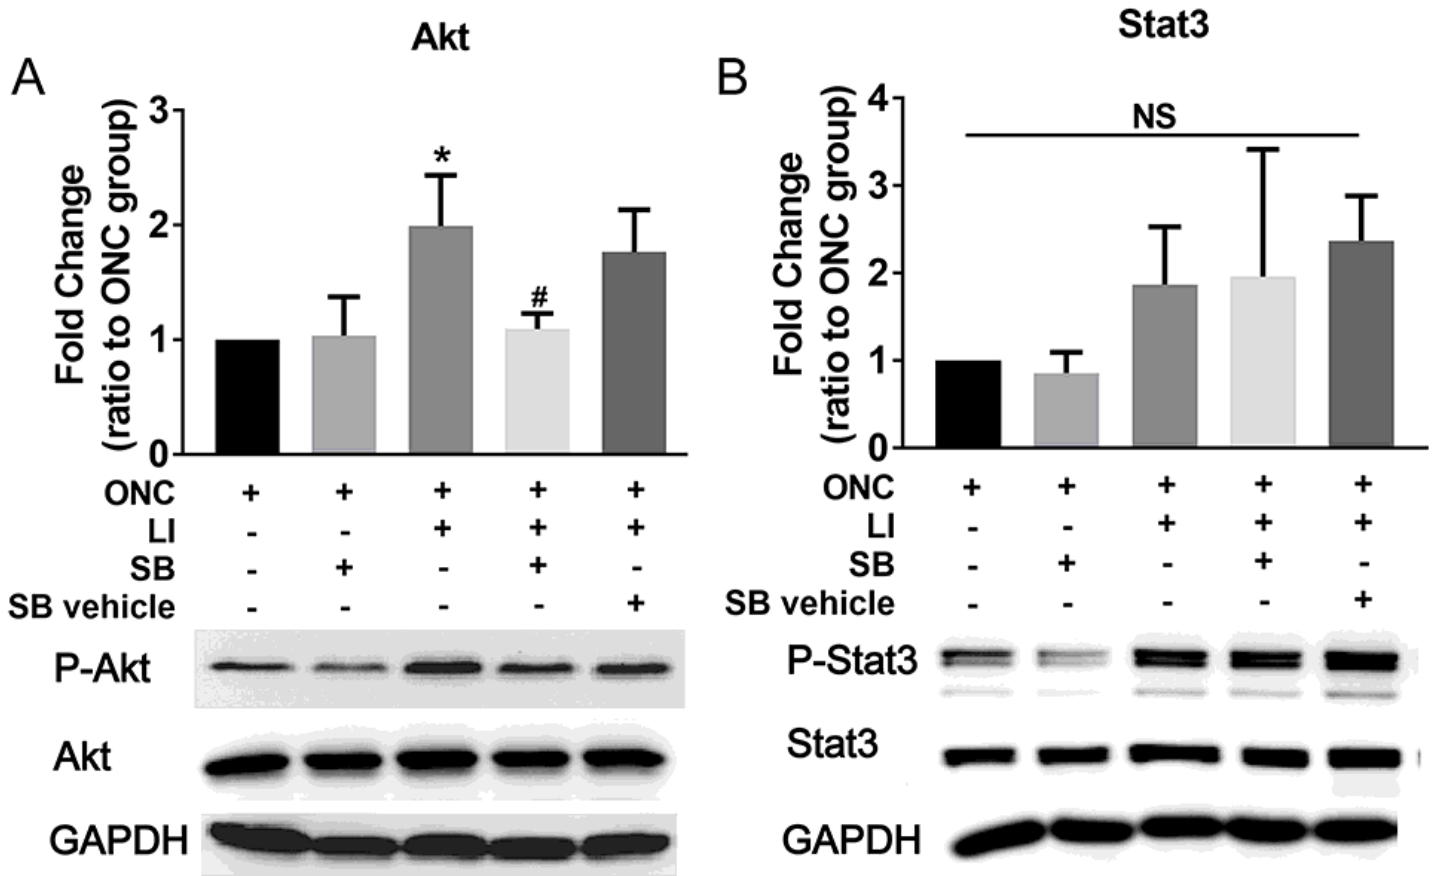 Akt
A
Fold Change
(ratio to ONC group)
3
2
1
0
*
#
ONC + + + + +
LI - - + + +
SB - + - + -
SB vehicle - - - - +
P-Akt
Akt
GAPDH
Stat3
B
Fold Change
(ratio to ONC group)
4
3
2
1
0
NS
ONC + + + + +
LI - - + + +
SB - + - + -
SB vehicle - - - - +
P-Stat3
Stat3
GAPDH